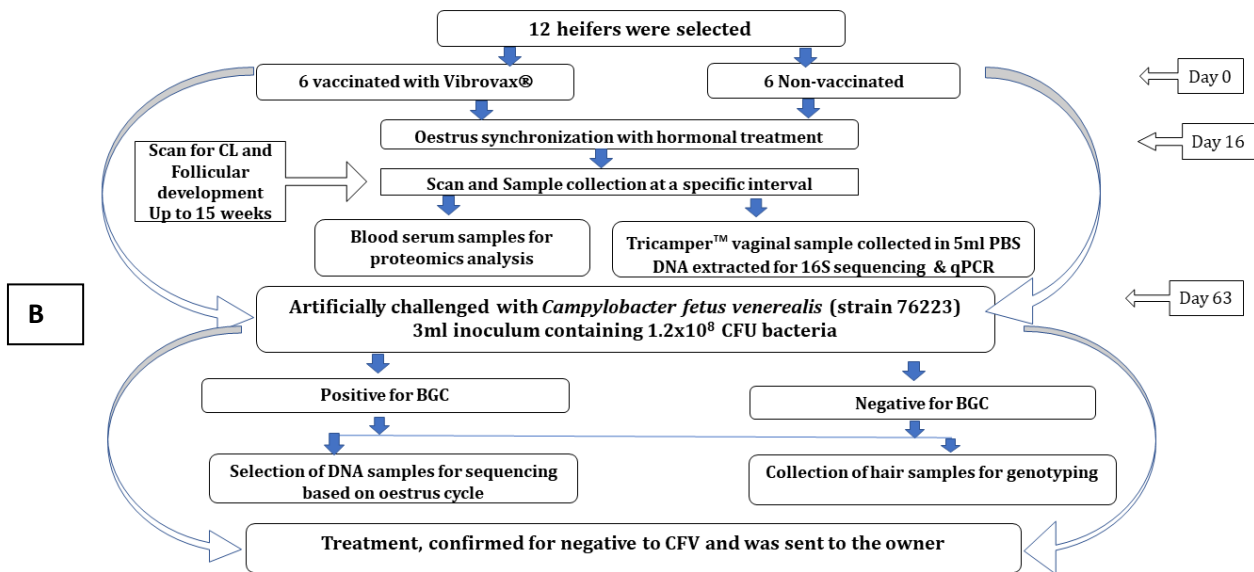 12 heifers were selected
6 vaccinated with Vibrovax®
6 Non-vaccinated
Day 0
Oestrus synchronization with hormonal treatment
Day 16
Scan for CL and
Follicular
development
Up to 15 weeks
Scan and Sample collection at a specific interval
Blood serum samples for
proteomics analysis
Tricamper™ vaginal sample collected in 5ml PBS
DNA extracted for 16S sequencing & qPCR
Day 63
B
Artificially challenged with Campylobacter fetus venerealis (strain 76223)
3ml inoculum containing 1.2x10⁸ CFU bacteria
Positive for BGC
Negative for BGC
Selection of DNA samples for sequencing
based on oestrus cycle
Collection of hair samples for genotyping
Treatment, confirmed for negative to CFV and was sent to the owner